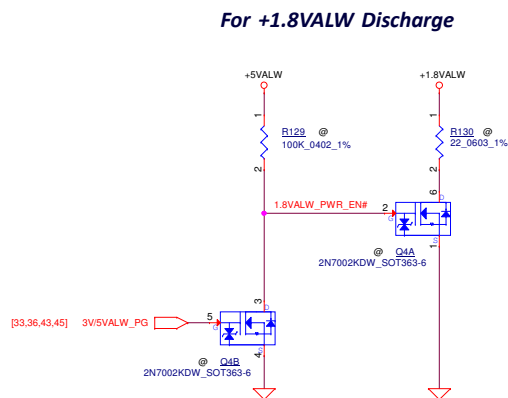 For +1.8VALW Discharge
+5VALW
+1.8VALW
1
1
R129 @
100K_0402_1%
R130 @
22_0603_1%
2
2
6
D
1.8VALW_PWR_EN#
2
G
S
1
@ Q4A
2N7002KDW_SOT363-6
3
D
[33,36,43,45] 3V/5VALW_PG
5
G
S
4
@ Q4B
2N7002KDW_SOT363-6